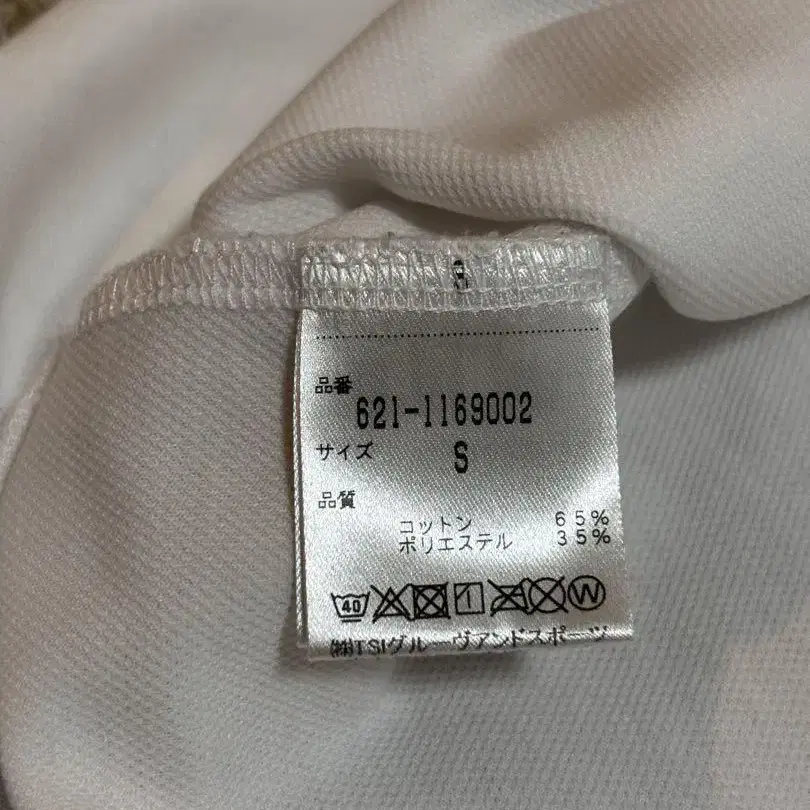 品番
621-1169002
サイズ S
品質
コットン 65%
ポリエステル 35%
40 W
㈱TSIグルーヴアンドスポーツ